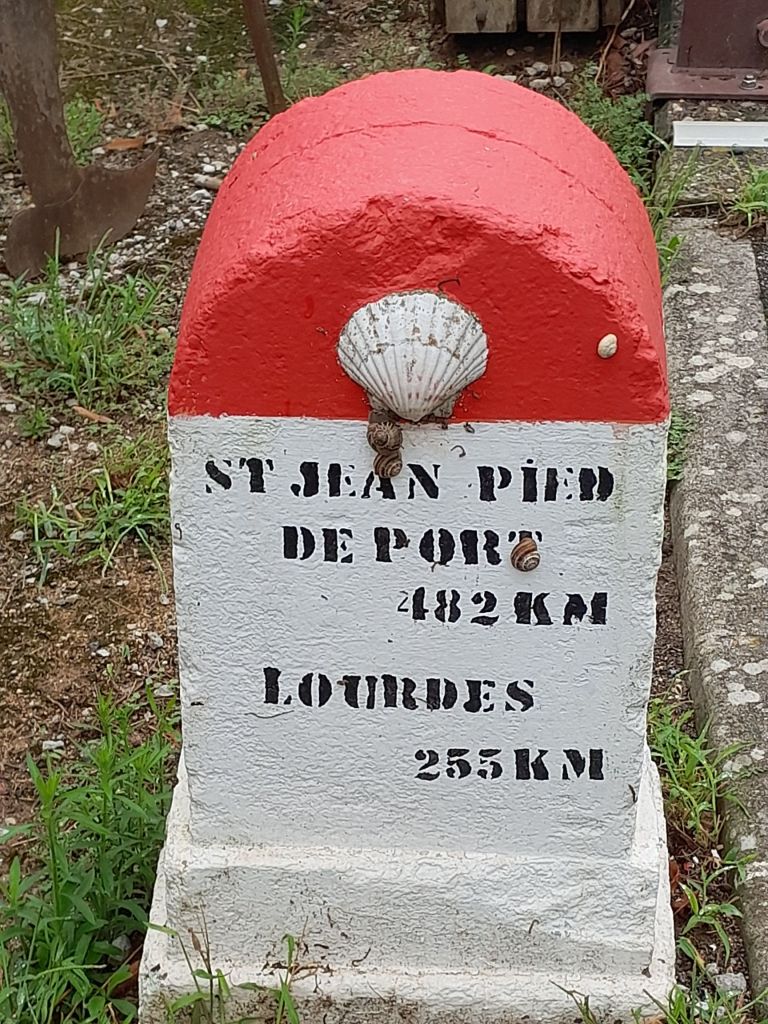 ST JEAN PIED
DE PORT
482 KM
LOURDES
255 KM